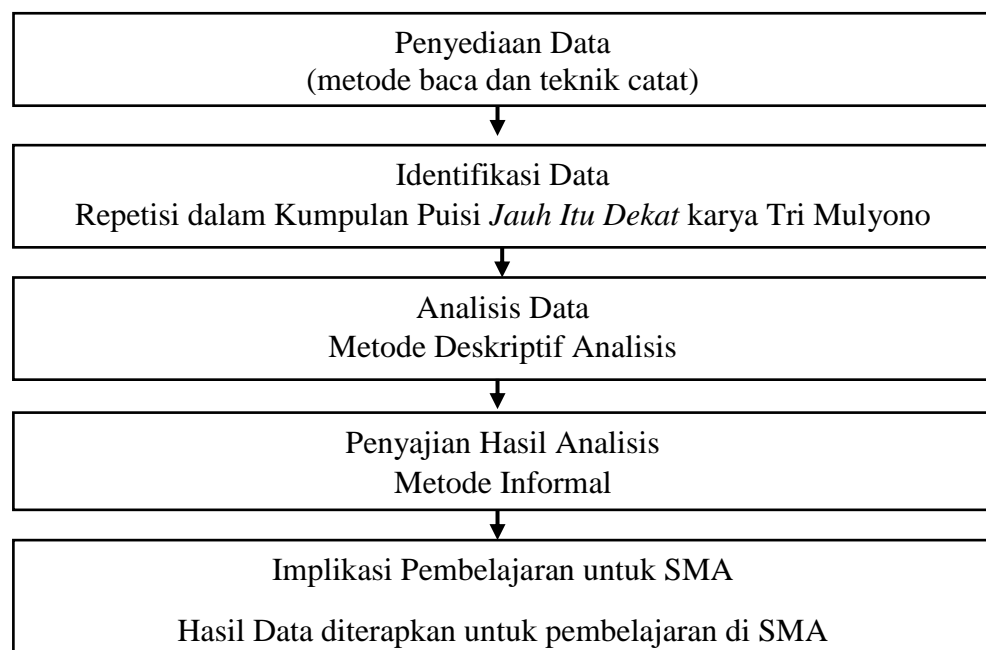 Penyediaan Data
(metode baca dan teknik catat)
Identifikasi Data
Repetisi dalam Kumpulan Puisi Jauh Itu Dekat karya Tri Mulyono
Analisis Data
Metode Deskriptif Analisis
Penyajian Hasil Analisis
Metode Informal
Implikasi Pembelajaran untuk SMA
Hasil Data diterapkan untuk pembelajaran di SMA